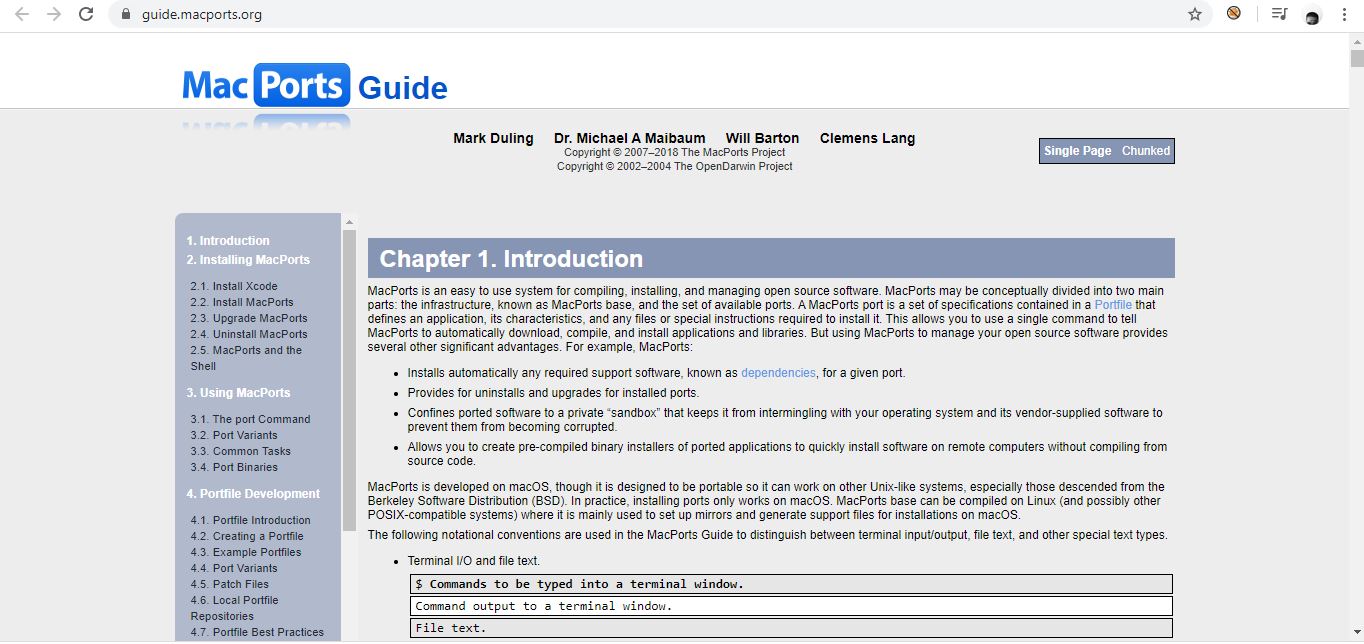 guide.macports.org
MacPorts Guide
Mark Duling Dr. Michael A Maibaum Will Barton Clemens Lang
Copyright © 2007–2018 The MacPorts Project
Copyright © 2002–2004 The OpenDarwin Project
Single Page Chunked
1. Introduction
2. Installing MacPorts
2.1. Install Xcode
2.2. Install MacPorts
2.3. Upgrade MacPorts
2.4. Uninstall MacPorts
2.5. MacPorts and the
Shell
3. Using MacPorts
3.1. The port Command
3.2. Port Variants
3.3. Common Tasks
3.4. Port Binaries
4. Portfile Development
4.1. Portfile Introduction
4.2. Creating a Portfile
4.3. Example Portfiles
4.4. Port Variants
4.5. Patch Files
4.6. Local Portfile
Repositories
4.7. Portfile Best Practices
Chapter 1. Introduction
MacPorts is an easy to use system for compiling, installing, and managing open source software. MacPorts may be conceptually divided into two main
parts: the infrastructure, known as MacPorts base, and the set of available ports. A MacPorts port is a set of specifications contained in a Portfile that
defines an application, its characteristics, and any files or special instructions required to install it. This allows you to use a single command to tell
MacPorts to automatically download, compile, and install applications and libraries. But using MacPorts to manage your open source software provides
several other significant advantages. For example, MacPorts:
• Installs automatically any required support software, known as dependencies, for a given port.
• Provides for uninstalls and upgrades for installed ports.
• Confines ported software to a private “sandbox” that keeps it from intermingling with your operating system and its vendor-supplied software to
prevent them from becoming corrupted.
• Allows you to create pre-compiled binary installers of ported applications to quickly install software on remote computers without compiling from
source code.
MacPorts is developed on macOS, though it is designed to be portable so it can work on other Unix-like systems, especially those descended from the
Berkeley Software Distribution (BSD). In practice, installing ports only works on macOS. MacPorts base can be compiled on Linux (and possibly other
POSIX-compatible systems) where it is mainly used to set up mirrors and generate support files for installations on macOS.
The following notational conventions are used in the MacPorts Guide to distinguish between terminal input/output, file text, and other special text types.
• Terminal I/O and file text.
$ Commands to be typed into a terminal window.
Command output to a terminal window.
File text.